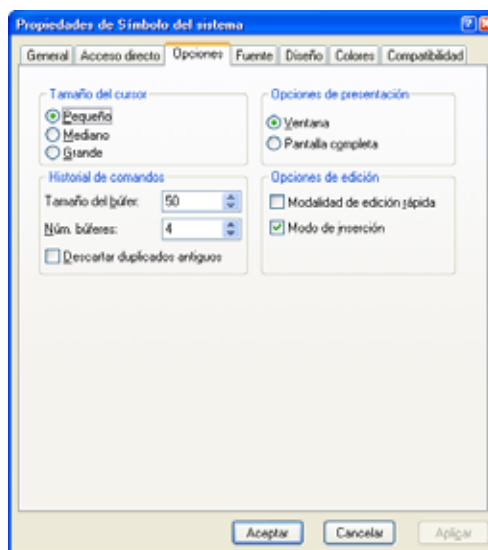 Propiedades de Símbolo del sistema
General Acceso directo Opciones Fuente Diseño Colores Compatibilidad
Tamaño del cursor
Pequeño
Mediano
Grande
Opciones de presentación
Ventana
Pantalla completa
Historial de comandos
Tamaño del búfer: 50
Núm. búferes: 4
Descartar duplicados antiguos
Opciones de edición
Modalidad de edición rápida
Modo de inserción
Aceptar Cancelar Aplicar